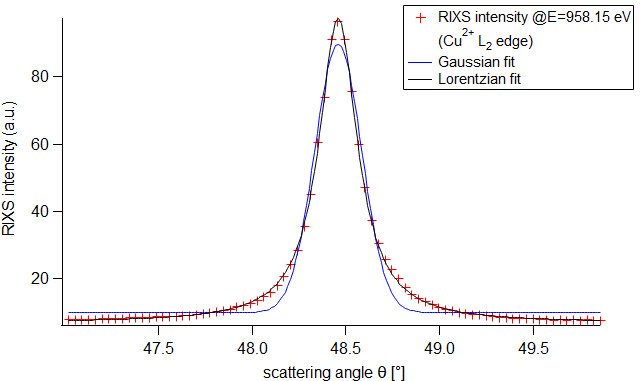 RIXS intensity @E=958.15 eV
(Cu²⁺ L₂ edge)
Gaussian fit
Lorentzian fit
RIXS intensity (a.u.)
80
60
40
20
47.5 48.0 48.5 49.0 49.5
scattering angle θ [°]